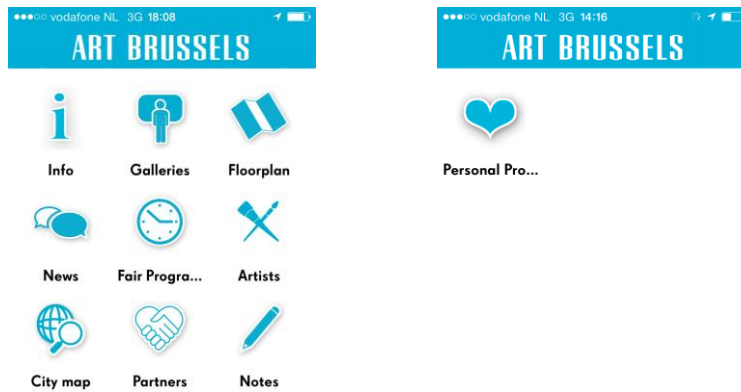 vodafone NL 3G 18:08
ART BRUSSELS
Info Galleries Floorplan
News Fair Progra... Artists
City map Partners Notes
vodafone NL 3G 14:16
ART BRUSSELS
Personal Pro...